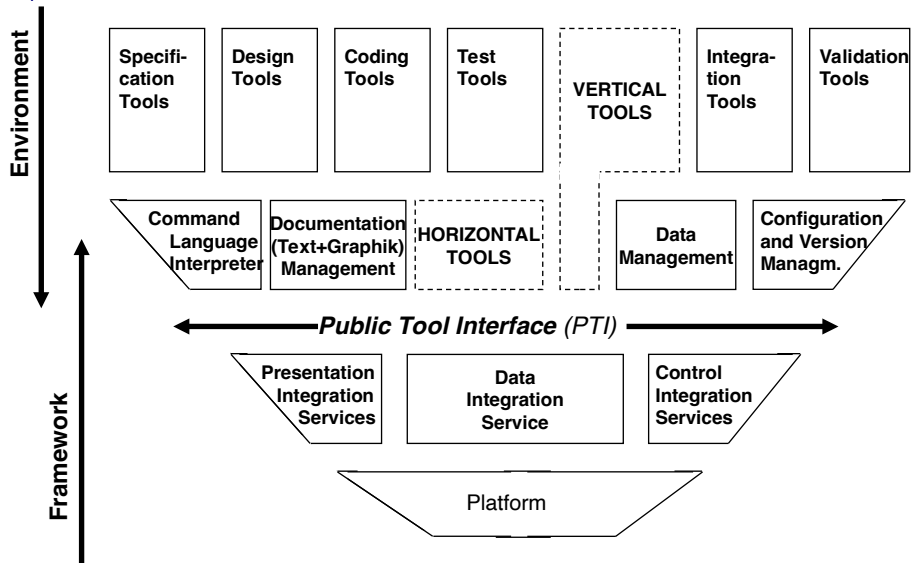 Environment
Specifi-
cation
Tools
Design
Tools
Coding
Tools
Test
Tools
VERTICAL
TOOLS
Integra-
tion
Tools
Validation
Tools
Command
Language
Interpreter
Documentation
(Text+Graphik)
Management
HORIZONTAL
TOOLS
Data
Management
Configuration
and Version
Managm.
Public Tool Interface (PTI)
Framework
Presentation
Integration
Services
Data
Integration
Service
Control
Integration
Services
Platform